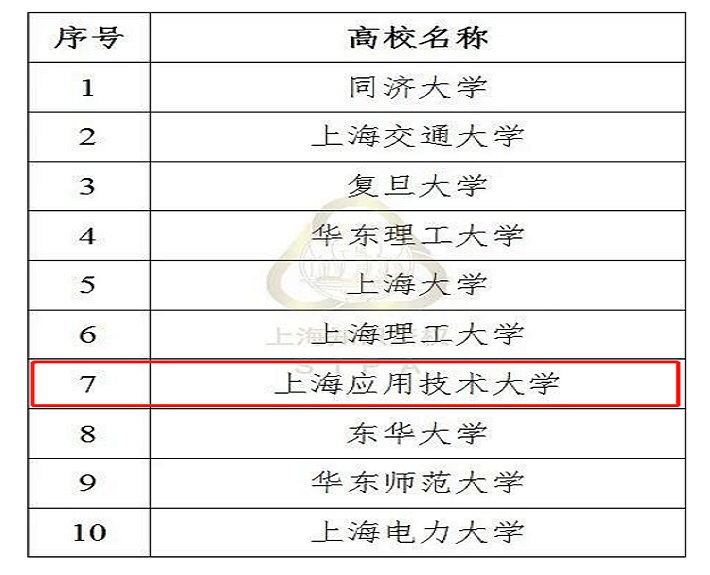 序号 高校名称
1 同济大学
2 上海交通大学
3 复旦大学
4 华东理工大学
5 上海大学
6 上海理工大学
7 上海应用技术大学
8 东华大学
9 华东师范大学
10 上海电力大学